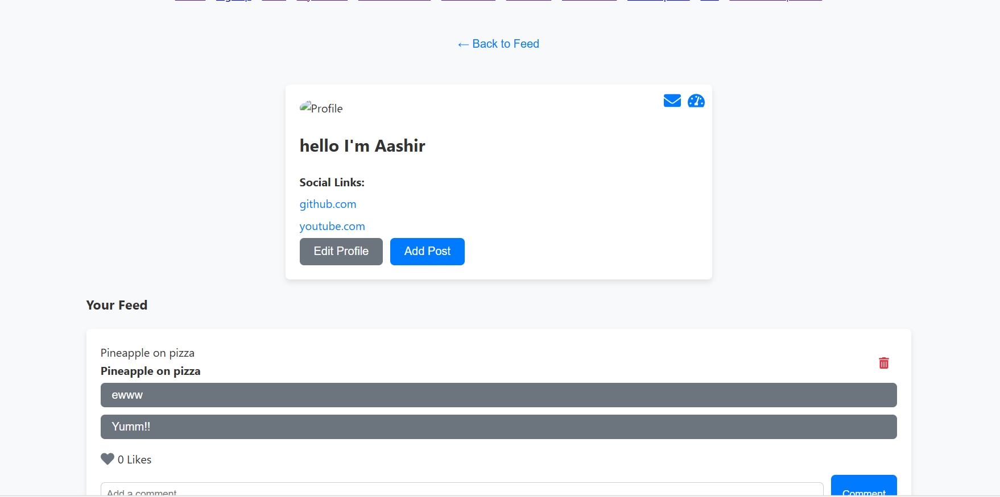 ← Back to Feed
Profile
hello I'm Aashir
Social Links:
github.com
youtube.com
Edit Profile Add Post
Your Feed
Pineapple on pizza
Pineapple on pizza
ewww
Yumm!!
0 Likes
Add a comment
Comment